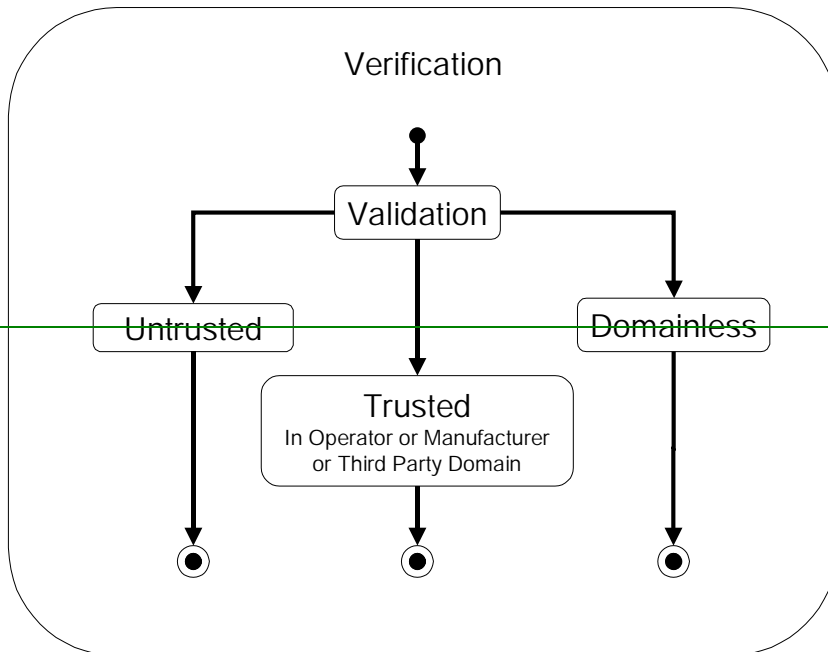 Verification
Validation
Untrusted
Domainless
Trusted
In Operator or Manufacturer
or Third Party Domain